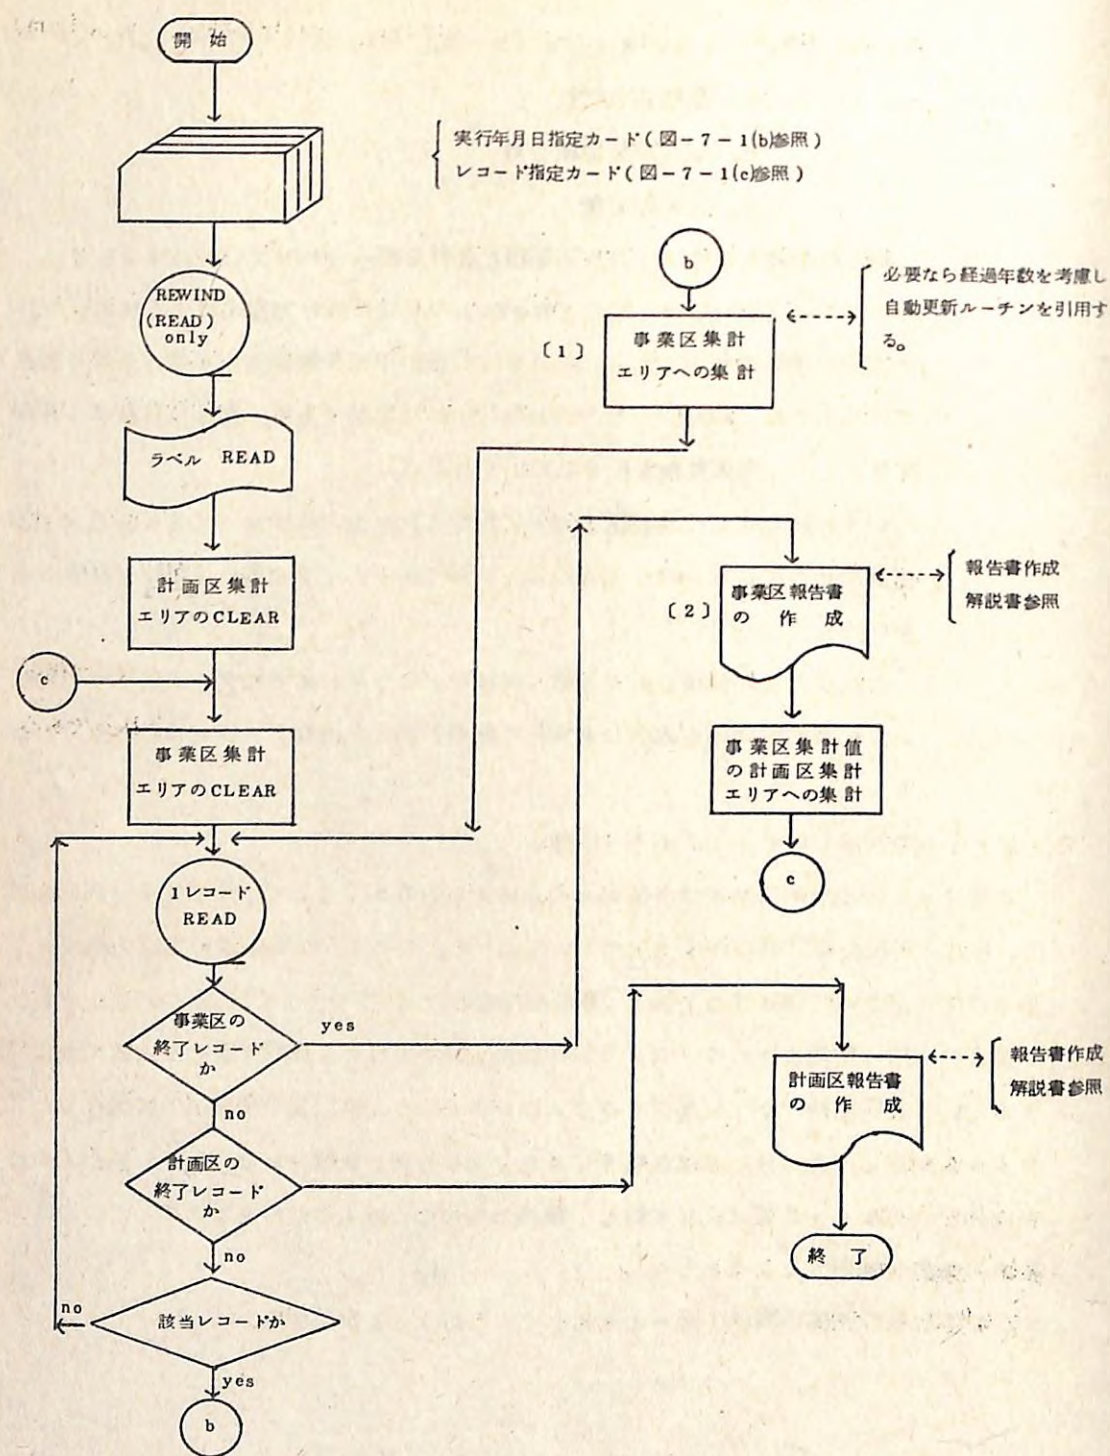 開始
実行年月日指定カード(図-7-1(b)参照)
レコード指定カード(図-7-1(c)参照)
REWIND
(READ)
only
ラベル READ
計画区集計
エリアのCLEAR
c
事業区集計
エリアのCLEAR
1レコード
READ
事業区の
終了レコード
か
yes
no
計画区の
終了レコード
か
no
該当レコードか
no
yes
b
b
〔1〕
事業区集計
エリアへの集計
必要なら経過年数を考慮し
自動更新ルーチンを引用す
る。
〔2〕
事業区報告書
の作成
報告書作成
解説書参照
事業区集計値
の計画区集計
エリアへの集計
c
計画区報告書
の作成
報告書作成
解説書参照
終了